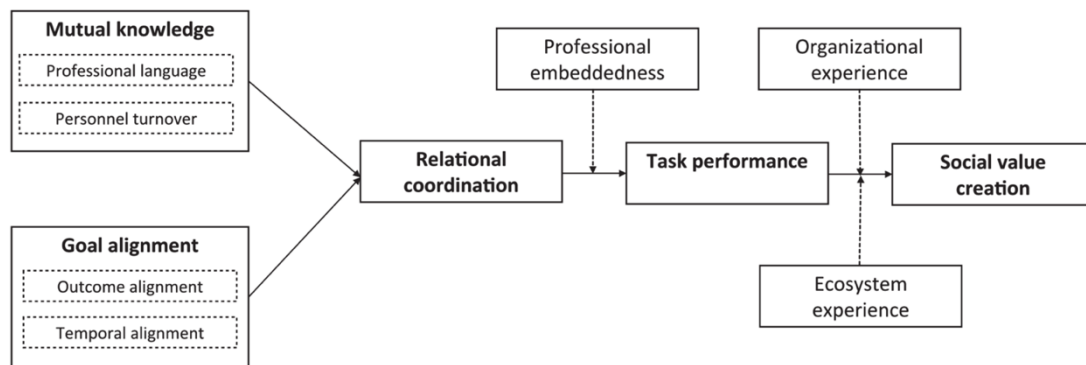 Mutual knowledge
Professional language
Personnel turnover
Goal alignment
Outcome alignment
Temporal alignment
Relational
coordination
Professional
embeddedness
Task performance
Organizational
experience
Ecosystem
experience
Social value
creation